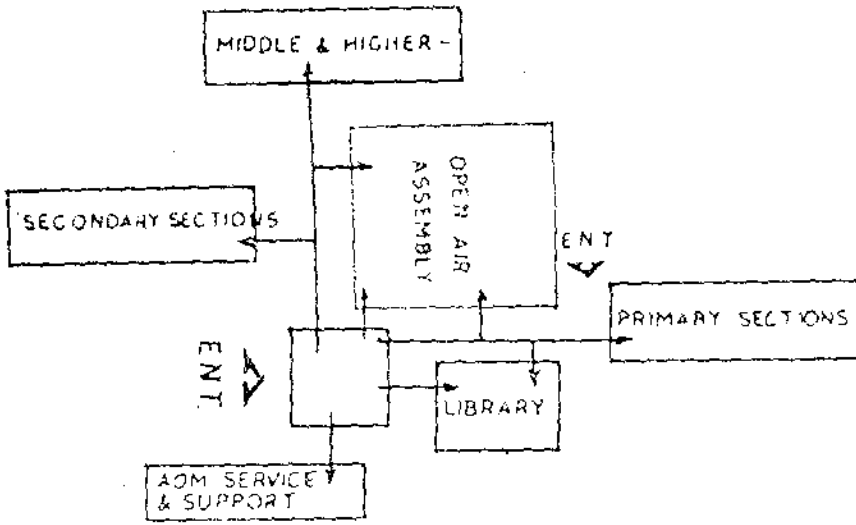 MIDDLE & HIGHER -
OPEN AIR
ASSEMBLY
SECONDARY SECTIONS
ENT
PRIMARY SECTIONS
ENT.
LIBRARY
ADM SERVICE
& SUPPORT